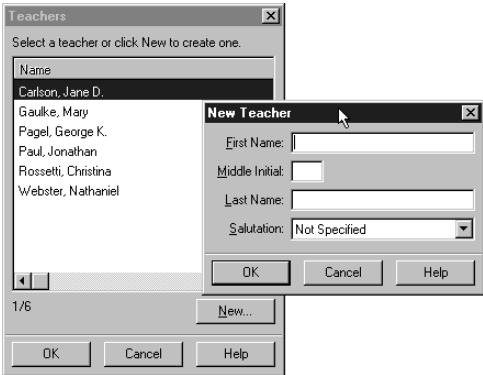 Teachers
Select a teacher or click New to create one.
Name
Carlson, Jane D.
Gaulke, Mary
Pagel, George K.
Paul, Jonathan
Rossetti, Christina
Webster, Nathaniel
1/6
New...
OK Cancel Help
New Teacher
First Name:
Middle Initial:
Last Name:
Salutation: Not Specified
OK Cancel Help